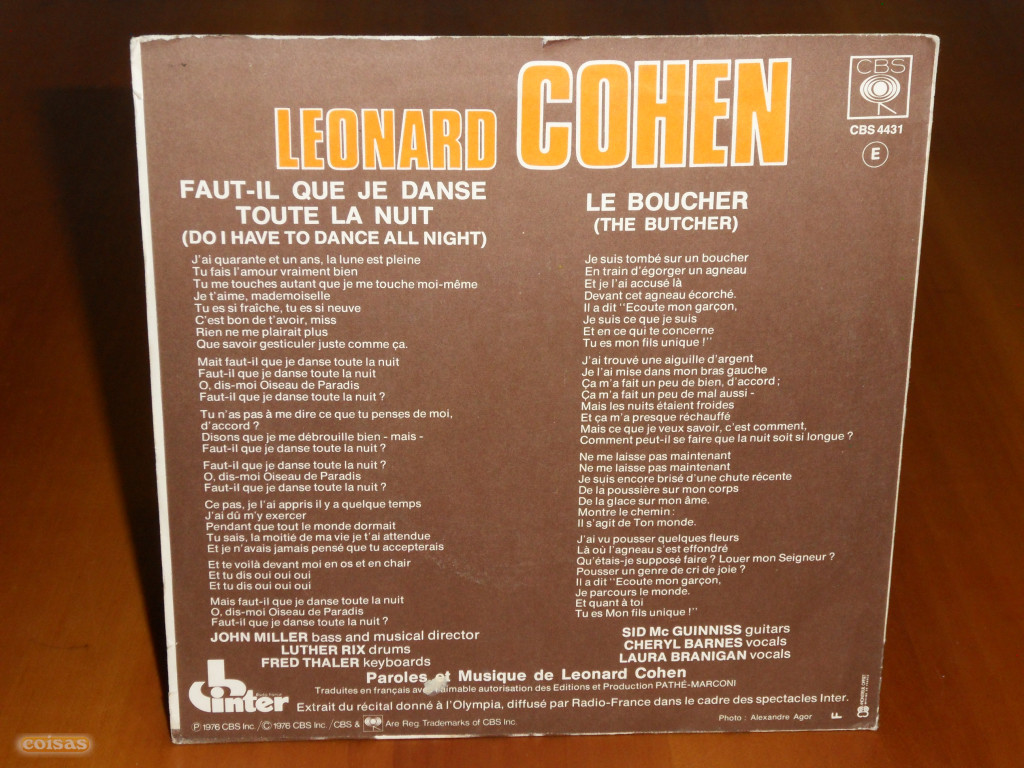 LEONARD COHEN
CBS
CBS 4431
E
FAUT-IL QUE JE DANSE
TOUTE LA NUIT
(DO I HAVE TO DANCE ALL NIGHT)
J'ai quarante et un ans, la lune est pleine
Tu fais l'amour vraiment bien
Tu me touches autant que je me touche moi-même
Je t'aime, mademoiselle
Tu es si fraîche, tu es si neuve
C'est bon de t'avoir, miss
Rien ne me plairait plus
Que savoir gesticuler juste comme ça.
Mait faut-il que je danse toute la nuit
Faut-il que je danse toute la nuit
O, dis-moi Oiseau de Paradis
Faut-il que je danse toute la nuit ?
Tu n'as pas à me dire ce que tu penses de moi,
d'accord ?
Disons que je me débrouille bien - mais -
Faut-il que je danse toute la nuit ?
Faut-il que je danse toute la nuit ?
O, dis-moi Oiseau de Paradis
Faut-il que je danse toute la nuit ?
Ce pas, je l'ai appris il y a quelque temps
J'ai dû m'y exercer
Pendant que tout le monde dormait
Tu sais, la moitié de ma vie je t'ai attendue
Et je n'avais jamais pensé que tu accepterais
Et te voilà devant moi en os et en chair
Et tu dis oui oui oui
Et tu dis oui oui oui
Mais faut-il que je danse toute la nuit
O, dis-moi Oiseau de Paradis
Faut-il que je danse toute la nuit ?
JOHN MILLER bass and musical director
LUTHER RIX drums
FRED THALER keyboards
LE BOUCHER
(THE BUTCHER)
Je suis tombé sur un boucher
En train d'égorger un agneau
Et je l'ai accusé là
Devant cet agneau écorché.
Il a dit "Ecoute mon garçon,
Je suis ce que je suis
Et en ce qui te concerne
Tu es mon fils unique !"
J'ai trouvé une aiguille d'argent
Je l'ai mise dans mon bras gauche
Ça m'a fait un peu de bien, d'accord ;
Ça m'a fait un peu de mal aussi -
Mais les nuits étaient froides
Et ça m'a presque réchauffé
Mais ce que je veux savoir, c'est comment,
Comment peut-il se faire que la nuit soit si longue ?
Ne me laisse pas maintenant
Ne me laisse pas maintenant
Je suis encore brisé d'une chute récente
De la poussière sur mon corps
De la glace sur mon âme.
Montre le chemin :
Il s'agit de Ton monde.
J'ai vu pousser quelques fleurs
Là où l'agneau s'est effondré
Qu'étais-je supposé faire ? Louer mon Seigneur ?
Pousser un genre de cri de joie ?
Il a dit "Ecoute mon garçon,
Je parcours le monde.
Et quant à toi
Tu es Mon fils unique !"
SID Mc GUINNISS guitars
CHERYL BARNES vocals
LAURA BRANIGAN vocals
Paroles et Musique de Leonard Cohen
Traduites en français avec l'aimable autorisation des Editions et Production PATHÉ-MARCONI
Extrait du récital donné à l'Olympia, diffusé par Radio-France dans le cadre des spectacles Inter.
inter
Ⓟ 1976 CBS Inc./Ⓒ 1976 CBS Inc./CBS & Are Reg Trademarks of CBS Inc.
Photo : Alexandre Agor
F
coisas